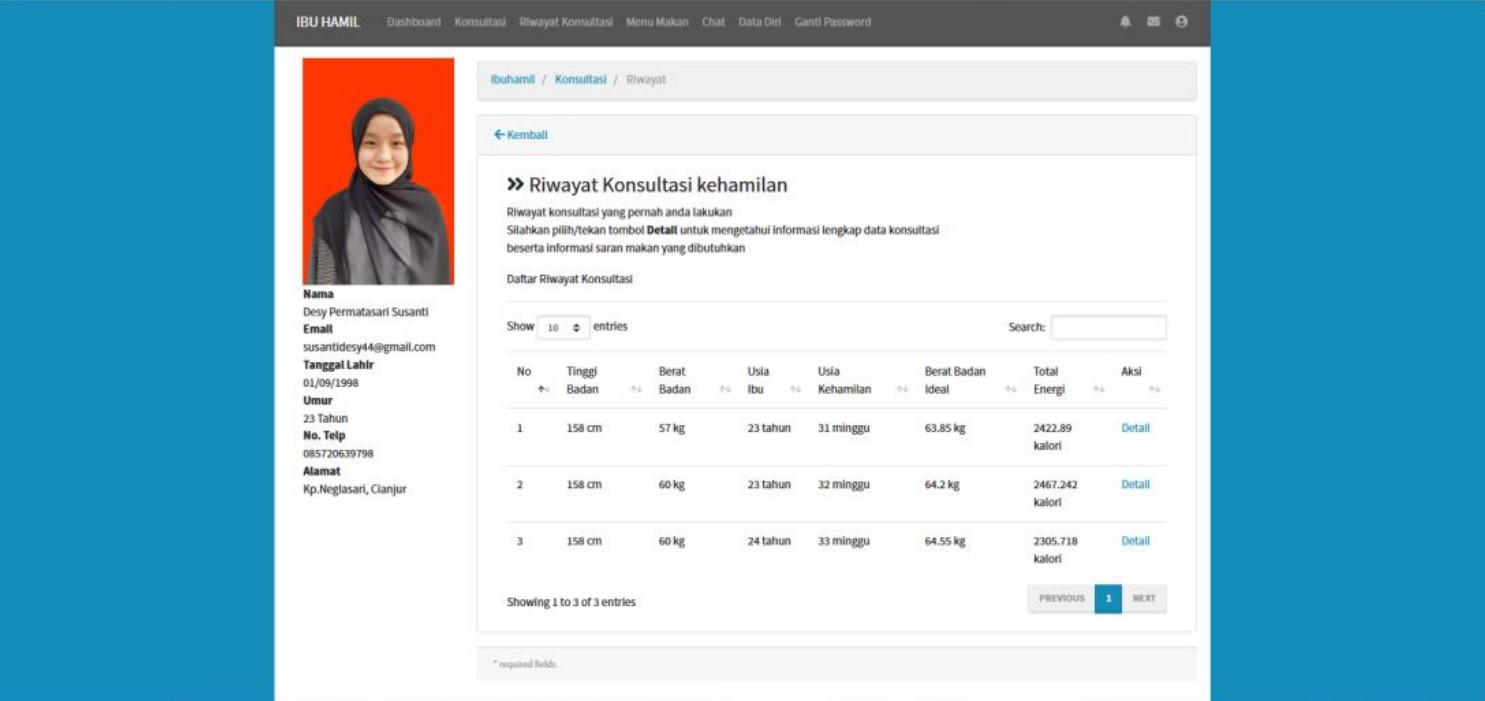 IBU HAMIL Dashboard Konsultasi Riwayat Konsultasi Menu Makan Chat Data Diri Ganti Password
Ibuhamil / Konsultasi / Riwayat
Kembali
Riwayat Konsultasi kehamilan
Riwayat konsultasi yang pernah anda lakukan
Silahkan pilih/tekan tombol Detail untuk mengetahui informasi lengkap data konsultasi
beserta informasi saran makan yang dibutuhkan
Daftar Riwayat Konsultasi
Nama
Desy Permatasari Susanti
Email
susantidesy44@gmail.com
Tanggal Lahir
01/09/1998
Umur
23 Tahun
No. Telp
085720639798
Alamat
Kp.Neglasari, Cianjur
Show 10 entries Search:
No Tinggi Badan Berat Badan Usia Ibu Usia Kehamilan Berat Badan Ideal Total Energi Aksi
1 158 cm 57 kg 23 tahun 31 minggu 63.85 kg 2422.89 kalori Detail
2 158 cm 60 kg 23 tahun 32 minggu 64.2 kg 2467.242 kalori Detail
3 158 cm 60 kg 24 tahun 33 minggu 64.55 kg 2305.718 kalori Detail
Showing 1 to 3 of 3 entries PREVIOUS 1 NEXT
* required fields